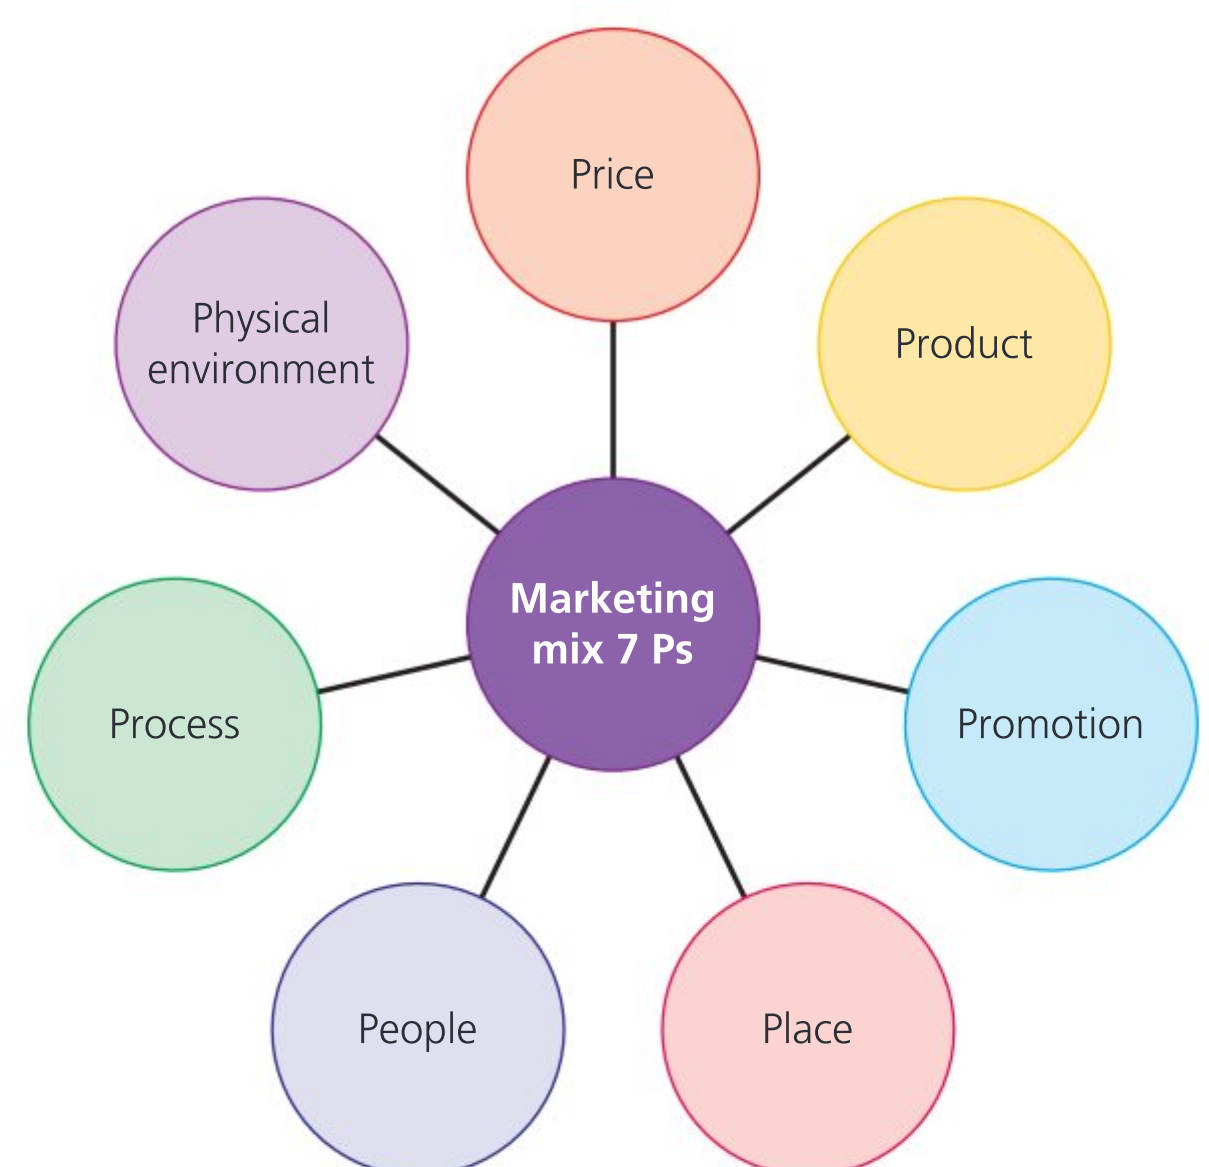 Price
Product
Physical
environment
Marketing
mix 7 Ps
Process
Promotion
People
Place